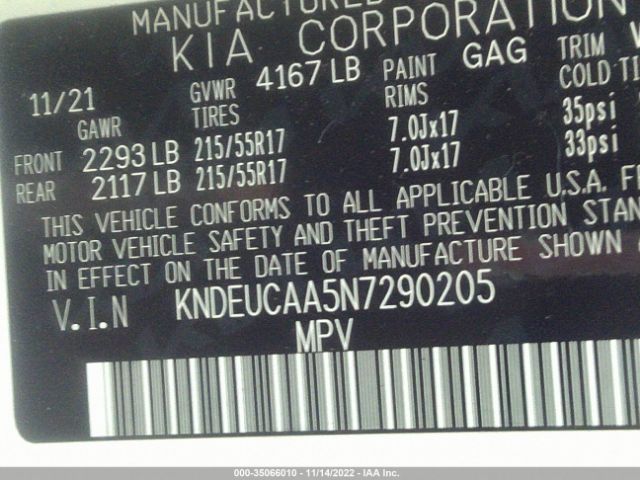 MANUFACTURED
KIA CORPORATION
11/21 GVWR 4167 LB PAINT GAG TRIM
GAWR TIRES RIMS COLD
FRONT 2293 LB 215/55R17 7.0Jx17 35psi
REAR 2117 LB 215/55R17 7.0Jx17 33psi
THIS VEHICLE CONFORMS TO ALL APPLICABLE U.S.A.
MOTOR VEHICLE SAFETY AND THEFT PREVENTION STAN
IN EFFECT ON THE DATE OF MANUFACTURE SHOWN
V.I.N KNDEUCAA5N7290205
MPV
000-35066010 - 11/14/2022 - IAA Inc.